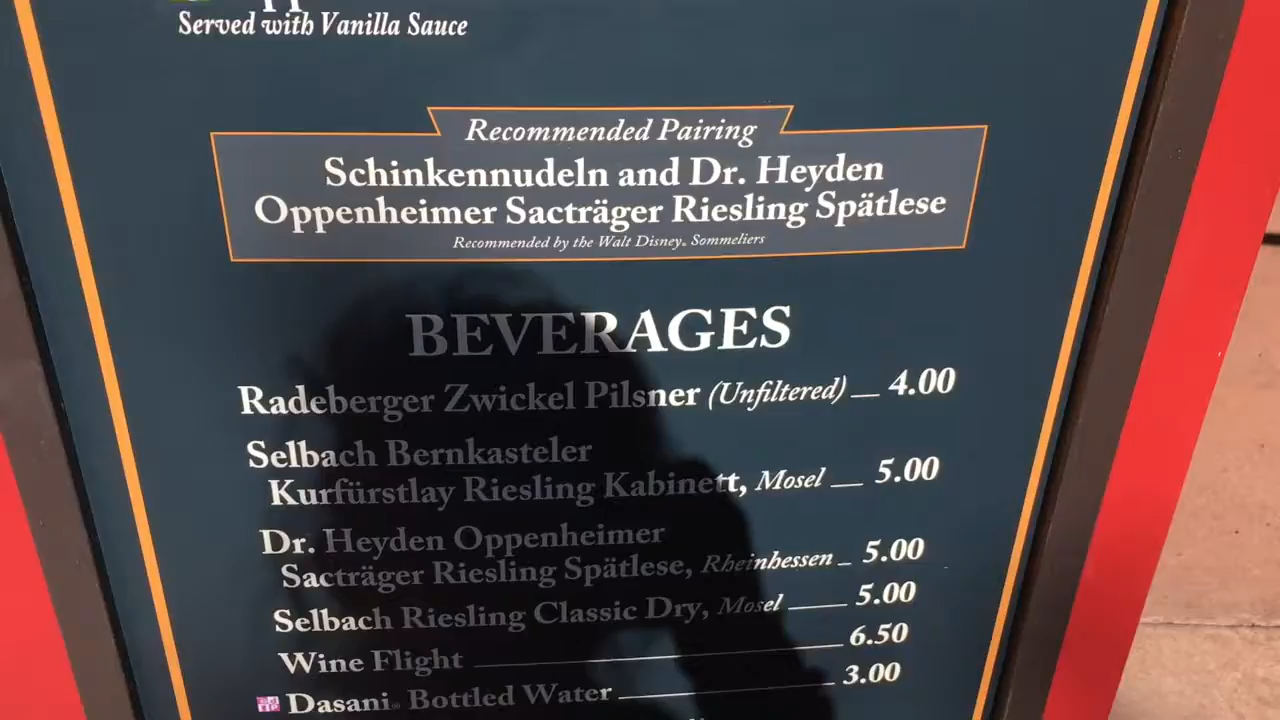 Served with Vanilla Sauce
Recommended Pairing
Schinkennudeln and Dr. Heyden
Oppenheimer Sacträger Riesling Spätlese
Recommended by the Walt Disney® Sommeliers
BEVERAGES
Radeberger Zwickel Pilsner (Unfiltered) — 4.00
Selbach Bernkasteler
Kurfürstlay Riesling Kabinett, Mosel — 5.00
Dr. Heyden Oppenheimer
Sacträger Riesling Spätlese, Rheinhessen – 5.00
Selbach Riesling Classic Dry, Mosel — 5.00
Wine Flight — 6.50
Dasani® Bottled Water — 3.00